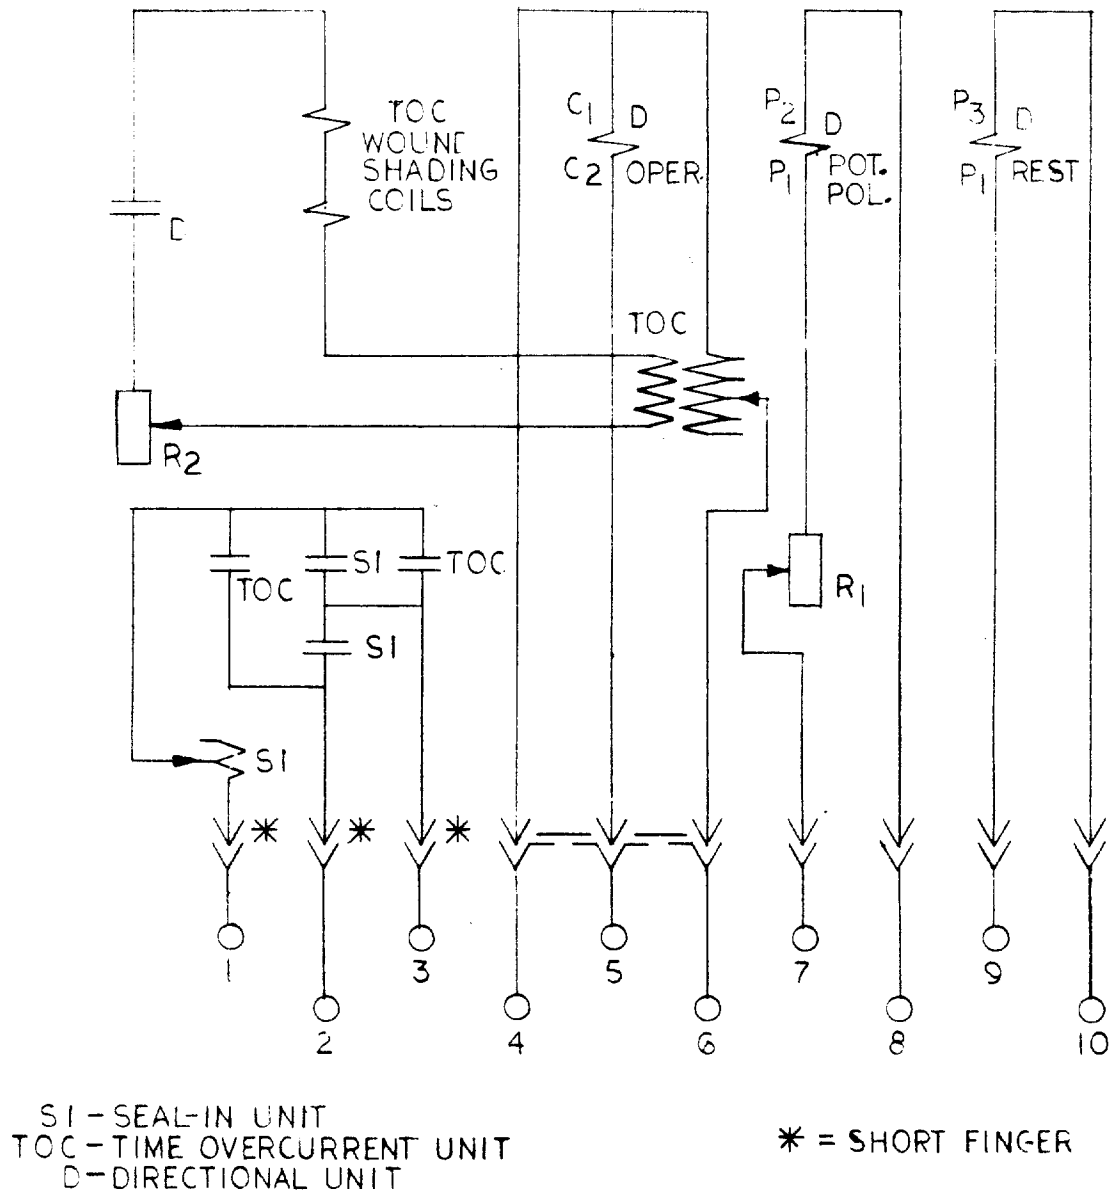 TOC
WOUND
SHADING
COILS
D
C1
C2
D
OPER.
P2
P1
D
POT.
POL.
P3
P1
D
REST
TOC
R2
TOC
SI
TOC
SI
R1
SI
*
*
*
1
2
3
4
5
6
7
8
9
10
SI - SEAL-IN UNIT
TOC - TIME OVERCURRENT UNIT
D - DIRECTIONAL UNIT
* = SHORT FINGER